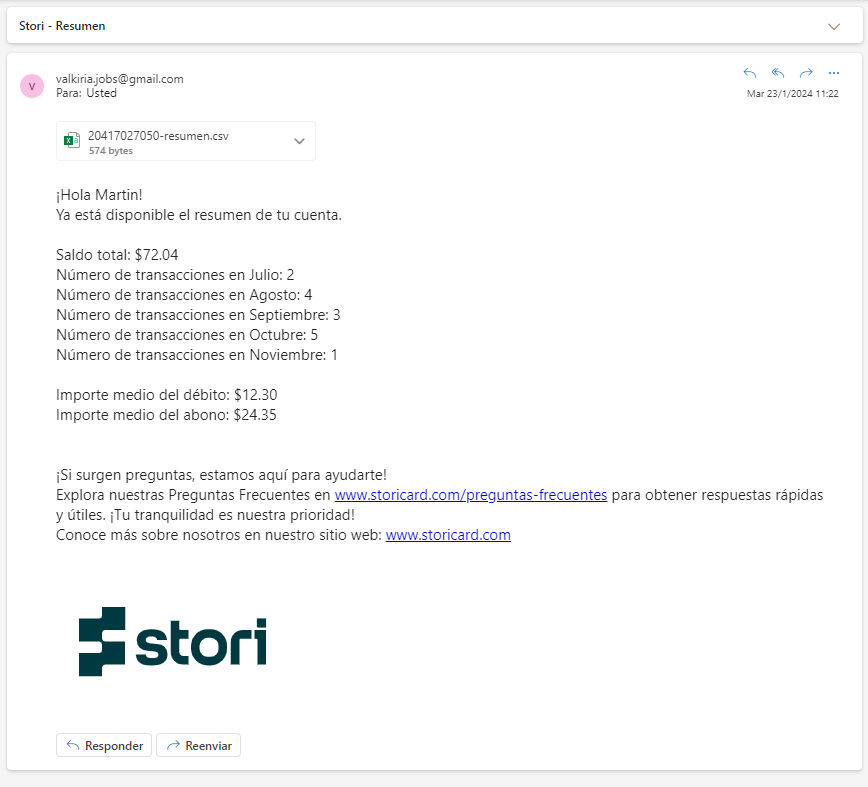 Stori - Resumen
V
valkiria.jobs@gmail.com
Para: Usted
Mar 23/1/2024 11:22
20417027050-resumen.csv
574 bytes
¡Hola Martin!
Ya está disponible el resumen de tu cuenta.
Saldo total: $72.04
Número de transacciones en Julio: 2
Número de transacciones en Agosto: 4
Número de transacciones en Septiembre: 3
Número de transacciones en Octubre: 5
Número de transacciones en Noviembre: 1
Importe medio del débito: $12.30
Importe medio del abono: $24.35
¡Si surgen preguntas, estamos aquí para ayudarte!
Explora nuestras Preguntas Frecuentes en www.storicard.com/preguntas-frecuentes para obtener respuestas rápidas
y útiles. ¡Tu tranquilidad es nuestra prioridad!
Conoce más sobre nosotros en nuestro sitio web: www.storicard.com
stori
Responder
Reenviar